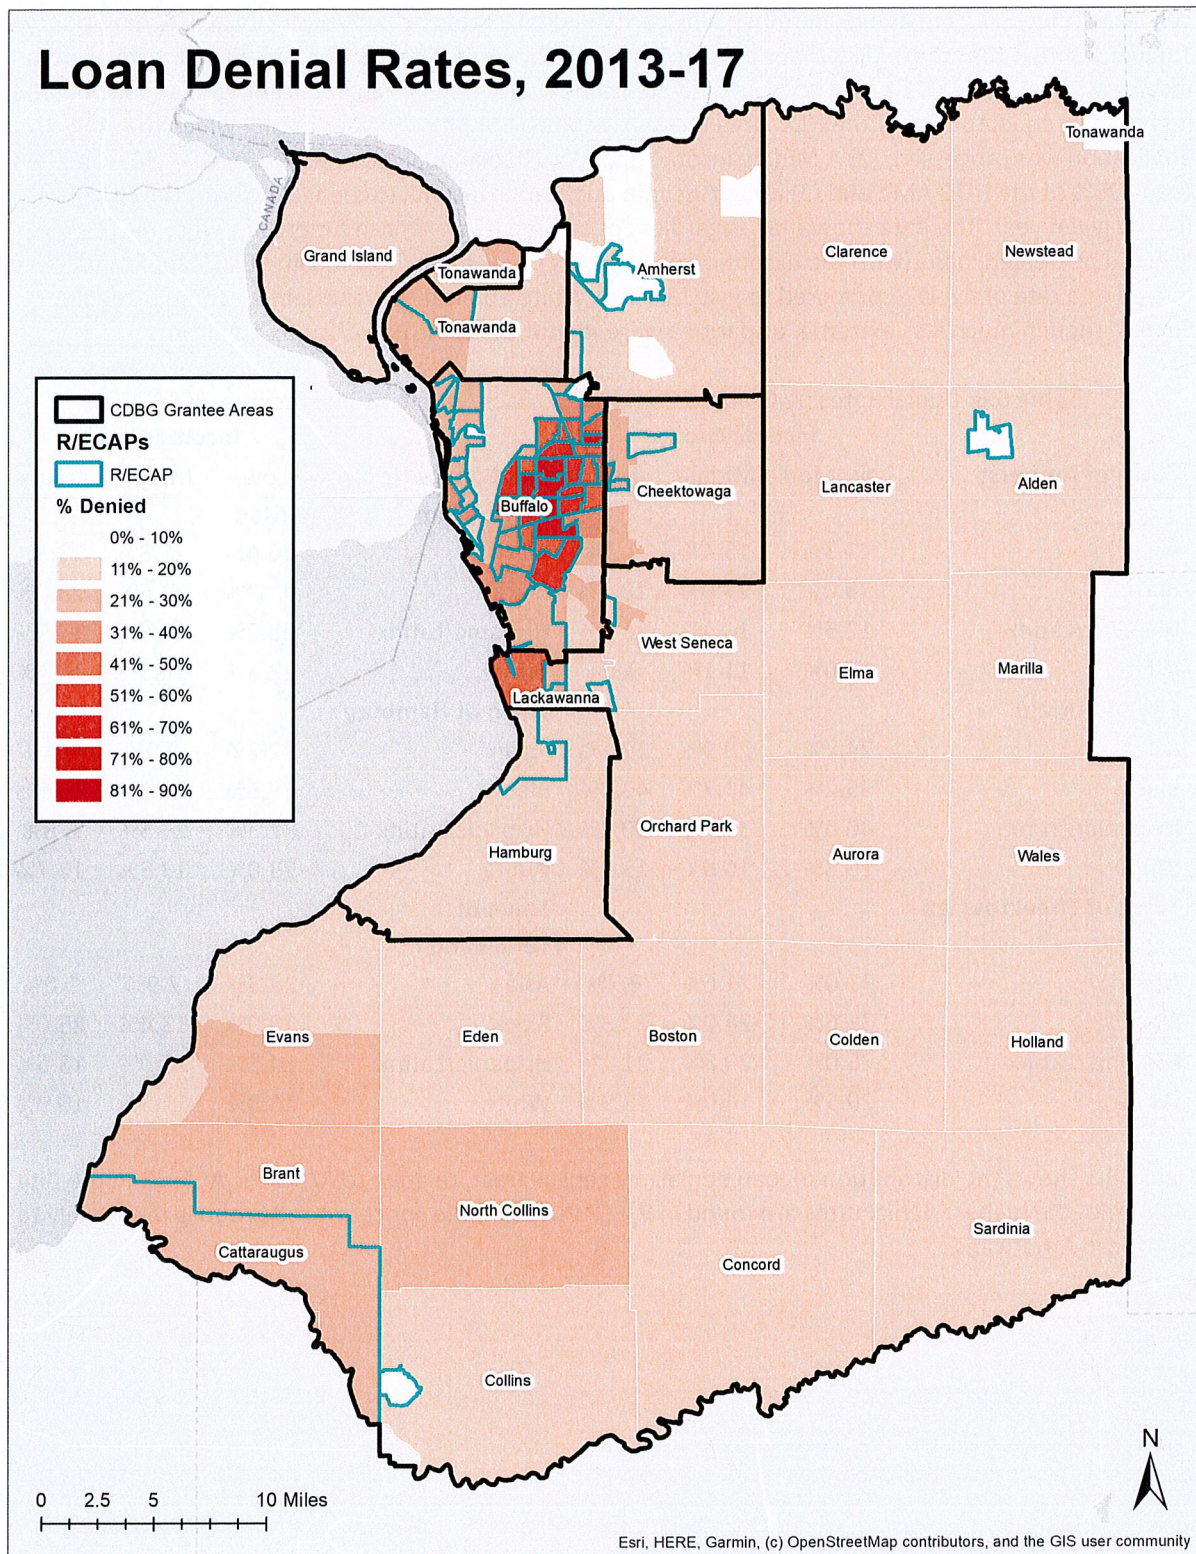 Loan Denial Rates, 2013-17
Tonawanda
CANADA
Grand Island
Tonawanda
Amherst
Clarence
Newstead
Tonawanda
CDBG Grantee Areas
R/ECAPs
R/ECAP
% Denied
0% - 10%
11% - 20%
21% - 30%
31% - 40%
41% - 50%
51% - 60%
61% - 70%
71% - 80%
81% - 90%
Buffalo
Cheektowaga
Lancaster
Alden
West Seneca
Elma
Marilla
Lackawanna
Hamburg
Orchard Park
Aurora
Wales
Evans
Eden
Boston
Colden
Holland
Brant
North Collins
Cattaraugus
Concord
Sardinia
Collins
N
0 2.5 5 10 Miles
Esri, HERE, Garmin, (c) OpenStreetMap contributors, and the GIS user community